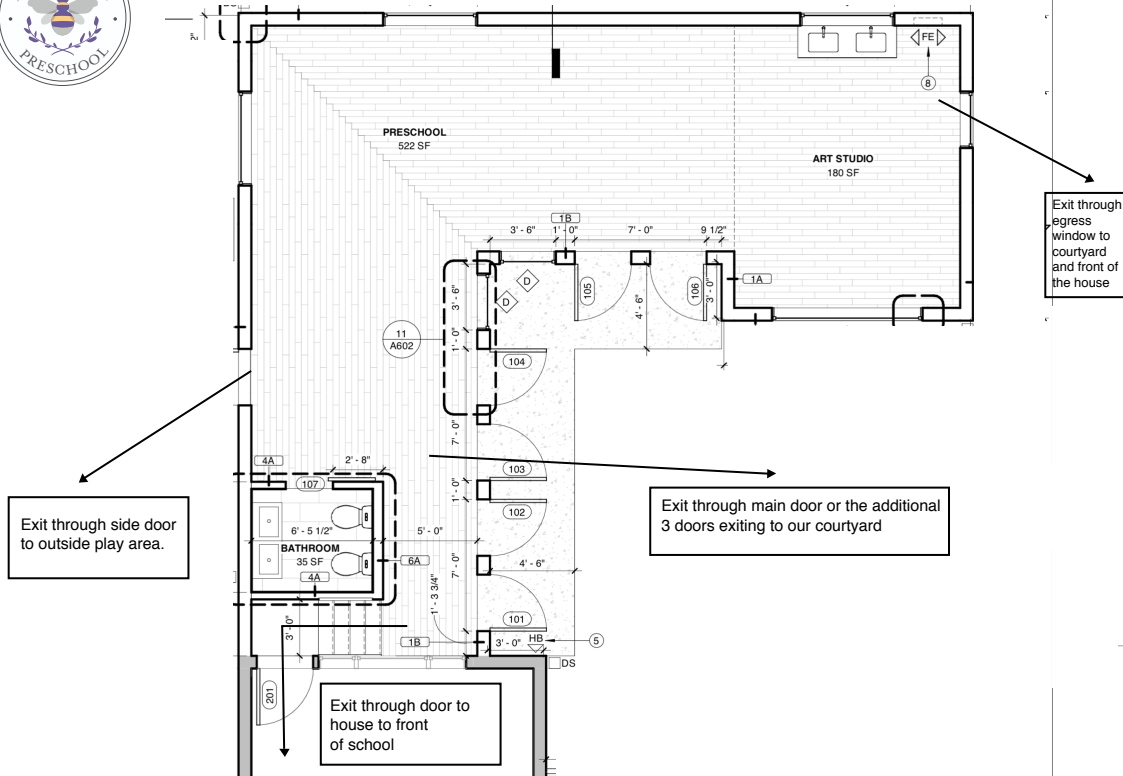 PRESCHOOL
2"
FE
8
PRESCHOOL
522 SF
ART STUDIO
180 SF
Exit through
egress
window to
courtyard
and front of
the house
1B
3' - 6"
1' - 0"
7' - 0"
9 1/2"
1A
D
D
105
106
3' - 0"
4' - 6"
3' - 6"
11
A602
1' - 0"
104
7' - 0"
103
4A
2' - 8"
107
1' - 0"
102
Exit through main door or the additional
3 doors exiting to our courtyard
Exit through side door
to outside play area.
6' - 5 1/2"
5' - 0"
BATHROOM
35 SF
6A
4A
4' - 6"
7' - 0"
1' - 3 3/4"
101
3' - 0"
1B
3' - 0"
HB
5
DS
201
Exit through door to
house to front
of school